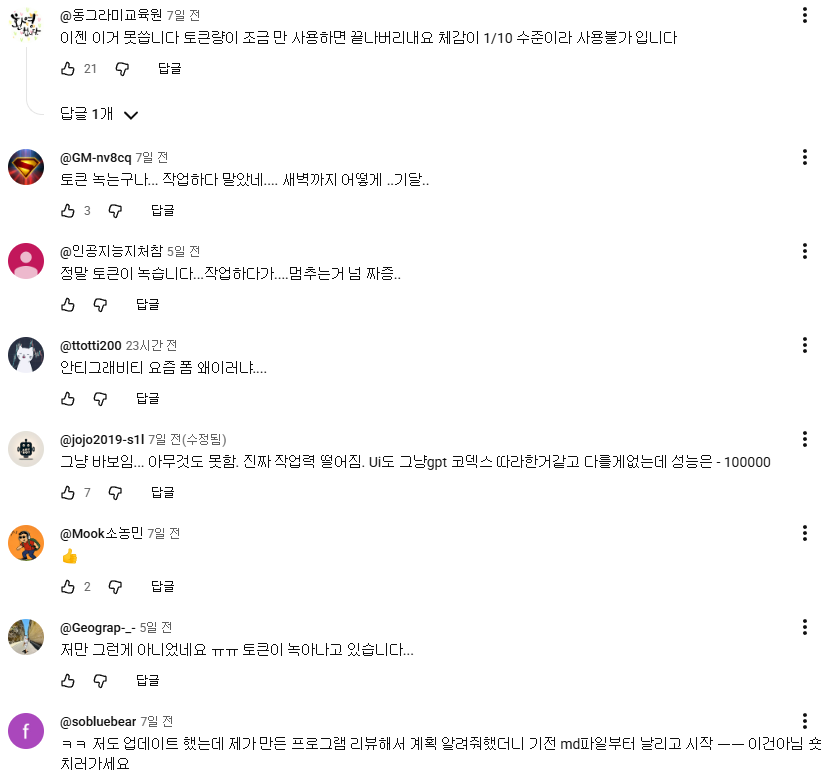 @동그라미교육원 7일 전
이젠 이거 못씁니다 토큰량이 조금 만 사용하면 끝나버리내요 체감이 1/10 수준이라 사용불가 입니다
21 답글
답글 1개
@GM-nv8cq 7일 전
토큰 녹는구나... 작업하다 말았네.... 새벽까지 어떻게 ..기달..
3 답글
@인공지능지처참 5일 전
정말 토큰이 녹습니다...작업하다가....멈추는거 넘 짜증..
답글
@ttotti200 23시간 전
안티그래비티 요즘 폼 왜이러냐....
답글
@jojo2019-s1l 7일 전(수정됨)
그냥 바보임... 아무것도 못함. 진짜 작업력 떨어짐. Ui도 그냥gpt 코덱스 따라한거같고 다를게없는데 성능은 - 100000
7 답글
@Mook소농민 7일 전
👍
2 답글
@Geograp-_- 5일 전
저만 그런게 아니었네요 ㅠㅠ 토큰이 녹아나고 있습니다...
답글
f
@sobluebear 7일 전
ㅋㅋ 저도 업데이트 했는데 제가 만든 프로그램 리뷰해서 계획 알려줘했더니 기전 md파일부터 날리고 시작 ㅡㅡ 이건아님 숏
치러가세요